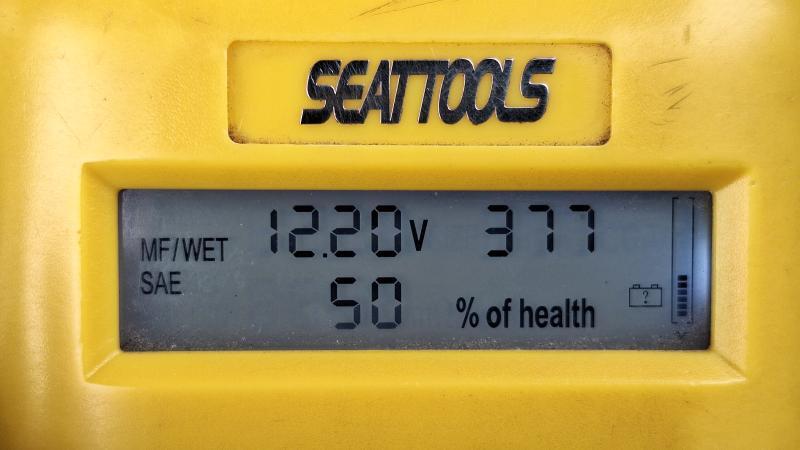 SEATTOOLS
MF/WET 12.20V 377
SAE
50 % of health
?